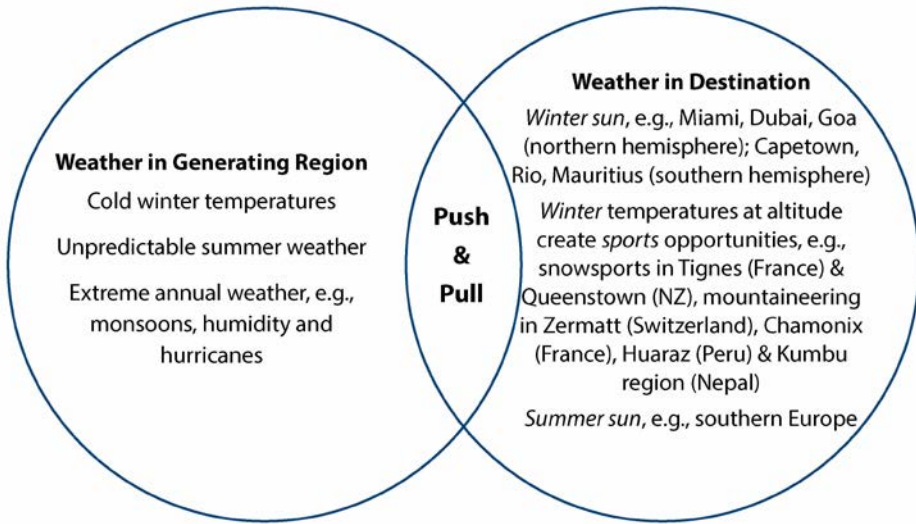 Weather in Generating Region
Cold winter temperatures
Unpredictable summer weather
Extreme annual weather, e.g.,
monsoons, humidity and
hurricanes
Push
&
Pull
Weather in Destination
Winter sun, e.g., Miami, Dubai, Goa
(northern hemisphere); Capetown,
Rio, Mauritius (southern hemisphere)
Winter temperatures at altitude
create sports opportunities, e.g.,
snowsports in Tignes (France) &
Queenstown (NZ), mountaineering
in Zermatt (Switzerland), Chamonix
(France), Huaraz (Peru) & Kumbu
region (Nepal)
Summer sun, e.g., southern Europe